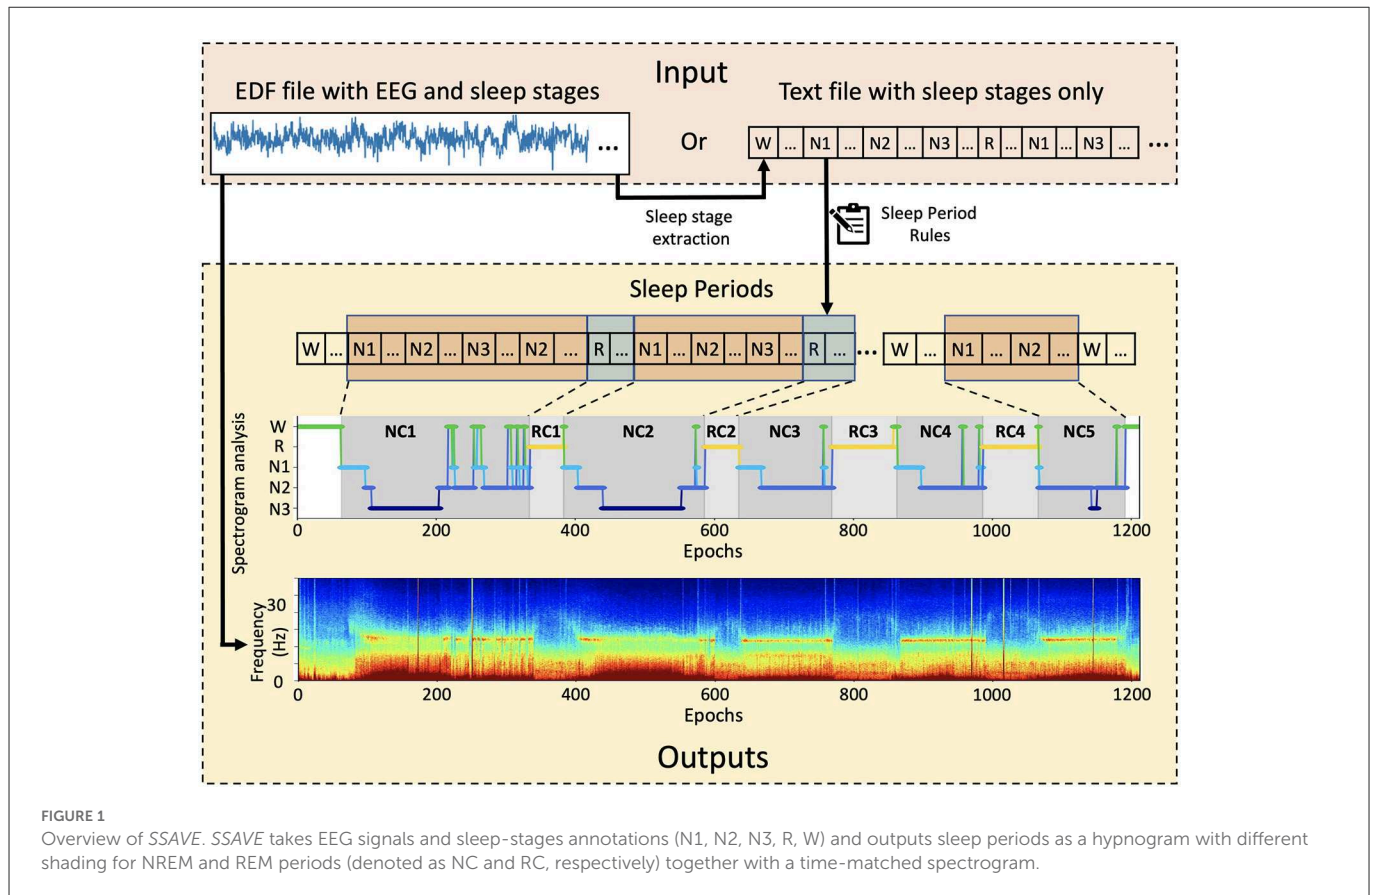 Input
EDF file with EEG and sleep stages
Text file with sleep stages only
...
Or
W ... N1 ... N2 ... N3 ... R ... N1 ... N3 ... ...
Sleep stage
extraction
Sleep Period
Rules
Sleep Periods
W ... N1 ... N2 ... N3 ... N2 ... R ... N1 ... N2 ... N3 ... R ... ... W ... N1 ... N2 ... W ...
Spectrogram analysis
W
R
N1
N2
N3
NC1 RC1 NC2 RC2 NC3 RC3 NC4 RC4 NC5
0 200 400 600 800 1000 1200
Epochs
Frequency
(Hz)
30
0
0 200 400 600 800 1000 1200
Epochs
Outputs
FIGURE 1
Overview of SSAVE. SSAVE takes EEG signals and sleep-stages annotations (N1, N2, N3, R, W) and outputs sleep periods as a hypnogram with different
shading for NREM and REM periods (denoted as NC and RC, respectively) together with a time-matched spectrogram.